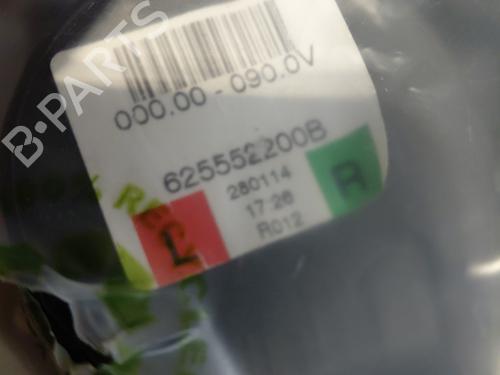 B-PARTS
000.00 - 090.0V
625552200B
280114
17:26
R012
L
R